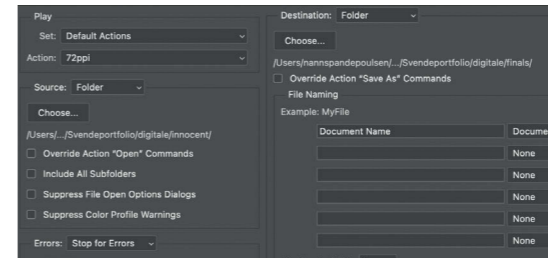 Play
Set: Default Actions
Action: 72ppi
Source: Folder
Choose...
/Users/.../Svendeportfolio/digitale/innocent/
Override Action "Open" Commands
Include All Subfolders
Suppress File Open Options Dialogs
Suppress Color Profile Warnings
Errors: Stop for Errors
Destination: Folder
Choose...
/Users/nannspandepoulsen/.../Svendeportfolio/digitale/finals/
Override Action "Save As" Commands
File Naming
Example: MyFile
Document Name Docume
None
None
None
None
None